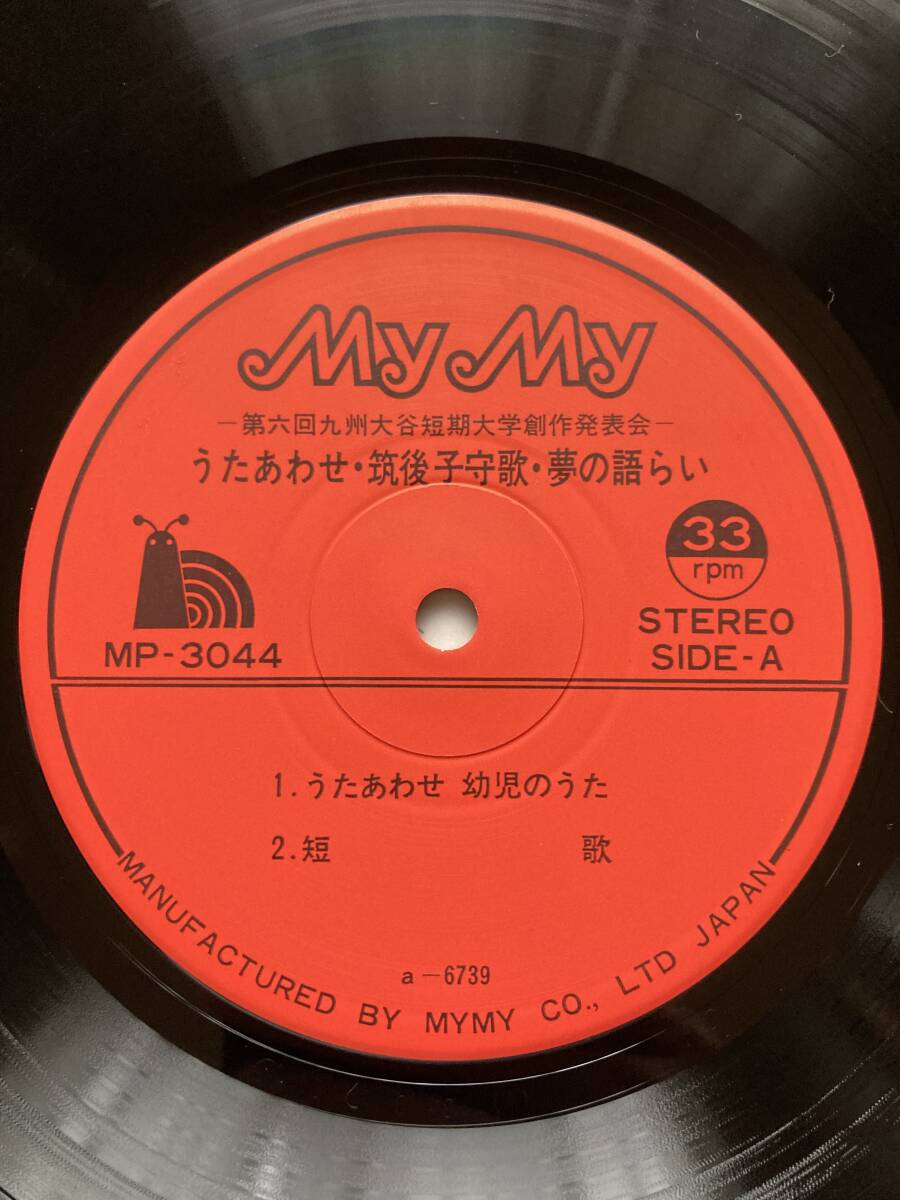 My My
－第六回九州大谷短期大学創作発表会－
うたあわせ・筑後子守歌・夢の語らい
33
rpm
MP-3044
STEREO
SIDE-A
1.うたあわせ 幼児のうた
2.短 歌
a－6739
MANUFACTURED BY MYMY CO., LTD JAPAN